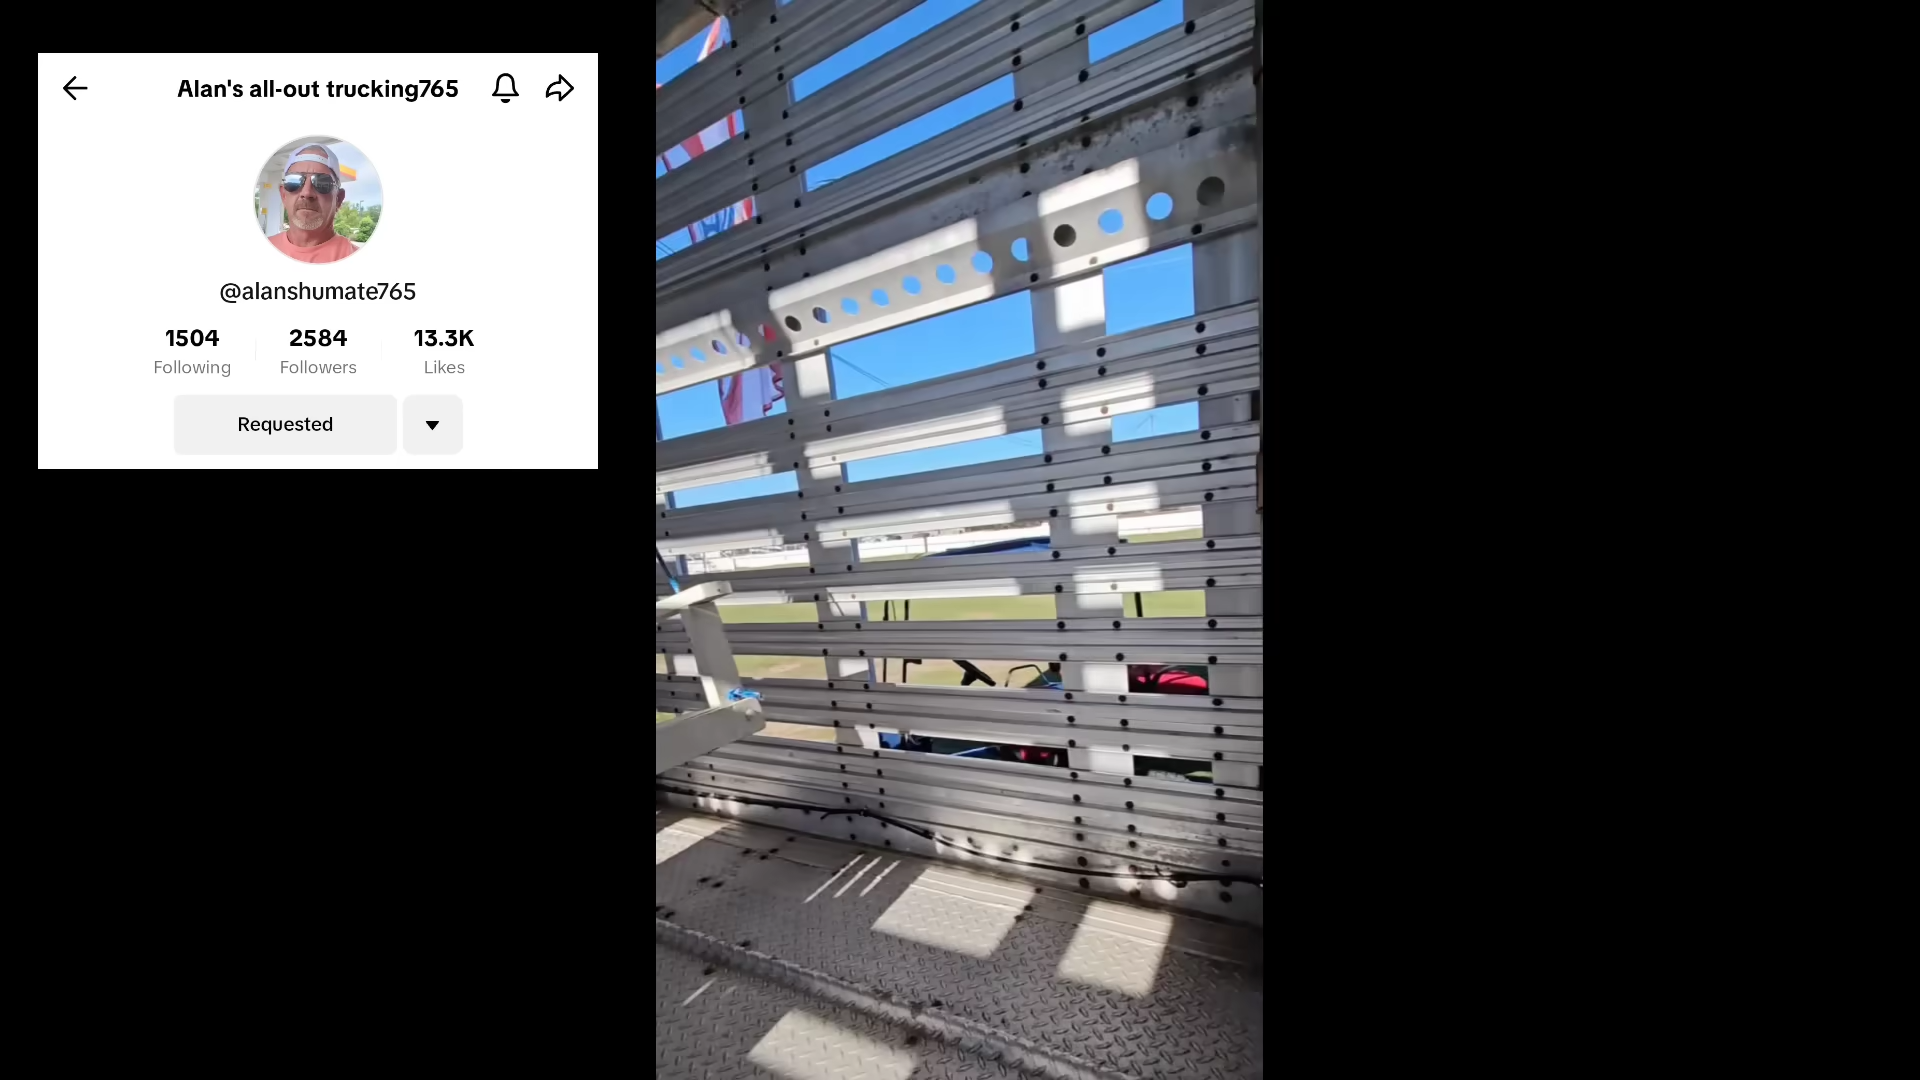 Alan's all-out trucking765
@alanshumate765
1504 2584 13.3K
Following Followers Likes
Requested